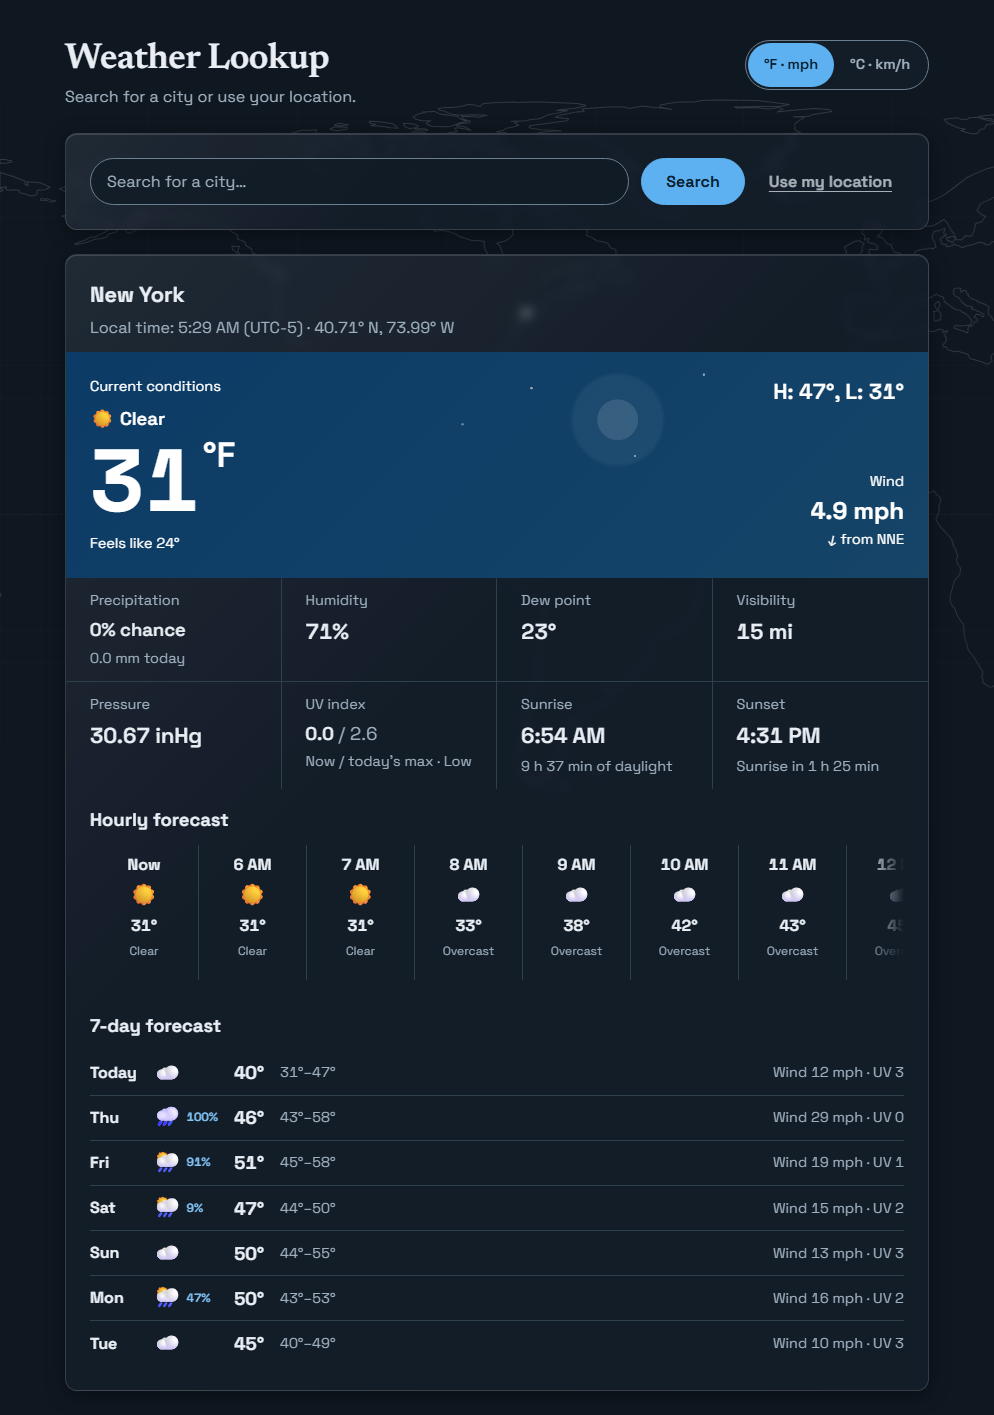 Weather Lookup
Search for a city or use your location.
°F · mph
°C · km/h
Search for a city...
Search
Use my location
New York
Local time: 5:29 AM (UTC-5) · 40.71° N, 73.99° W
Current conditions
Clear
31 °F
Feels like 24°
H: 47°, L: 31°
Wind
4.9 mph
↓ from NNE
Precipitation
0% chance
0.0 mm today
Humidity
71%
Dew point
23°
Visibility
15 mi
Pressure
30.67 inHg
UV index
0.0 / 2.6
Now / today's max · Low
Sunrise
6:54 AM
9 h 37 min of daylight
Sunset
4:31 PM
Sunrise in 1 h 25 min
Hourly forecast
Now 6 AM 7 AM 8 AM 9 AM 10 AM 11 AM 12
31° 31° 31° 33° 38° 42° 43°
Clear Clear Clear Overcast Overcast Overcast Overcast
7-day forecast
Today 40° 31°–47° Wind 12 mph · UV 3
Thu 100% 46° 43°–58° Wind 29 mph · UV 0
Fri 91% 51° 45°–58° Wind 19 mph · UV 1
Sat 9% 47° 44°–50° Wind 15 mph · UV 2
Sun 50° 44°–55° Wind 13 mph · UV 3
Mon 47% 50° 43°–53° Wind 16 mph · UV 2
Tue 45° 40°–49° Wind 10 mph · UV 3